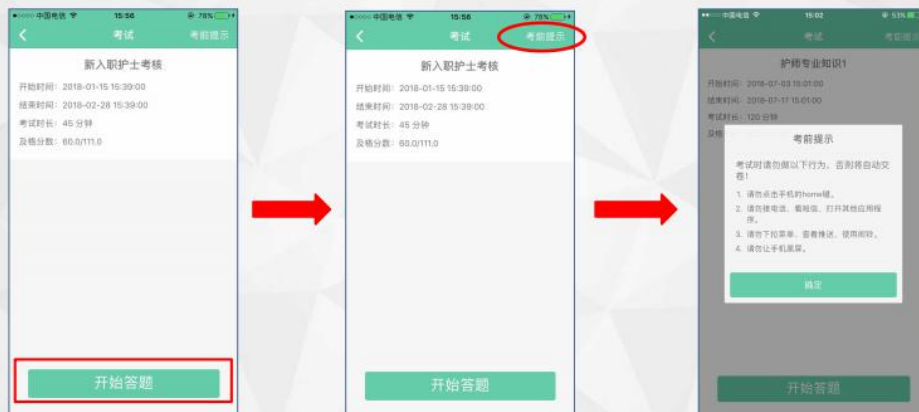 中国电信 15:56 78%
考试 考前提示
新入职护士考核
开始时间：2018-01-15 15:39:00
结束时间：2018-02-28 15:39:00
考试时长：45 分钟
及格分数：60.0/111.0
开始答题
中国电信 15:56 78%
考试 考前提示
新入职护士考核
开始时间：2018-01-15 15:39:00
结束时间：2018-02-28 15:39:00
考试时长：45 分钟
及格分数：60.0/111.0
开始答题
中国电信 15:02 53%
考试 考前提示
护师专业知识1
开始时间：2018-07-03 15:01:00
结束时间：2018-07-17 15:01:00
考试时长：120 分钟
及格
考前提示
考试时请勿做以下行为，否则将自动交
卷！
1. 请勿点击手机的home键。
2. 请勿接电话、看短信、打开其他应用程
序。
3. 请勿下拉菜单、查看推送、使用闹铃。
4. 请勿让手机黑屏。
确定
开始答题